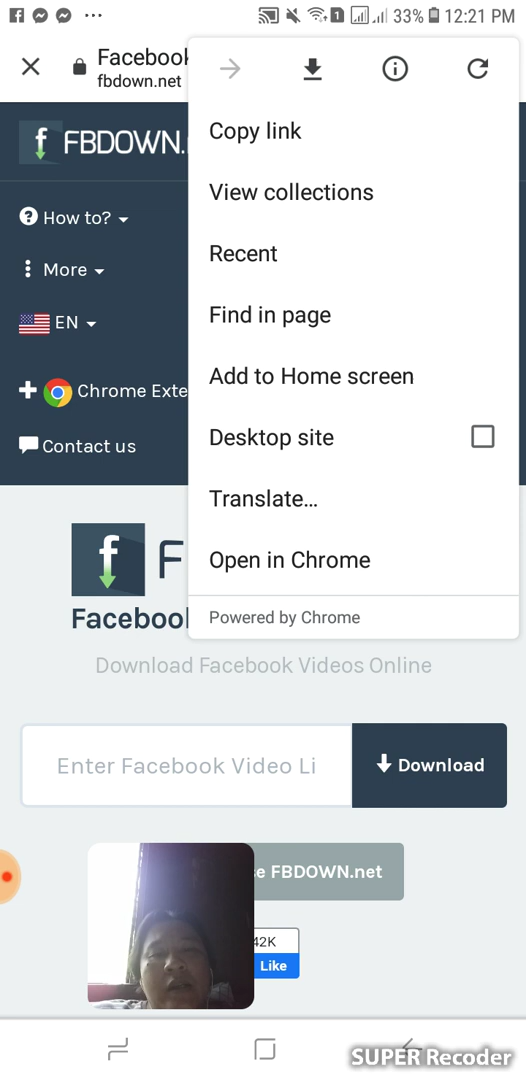 33% 12:21 PM
Facebook
fbdown.net
FBDOWN.
How to?
More
EN
Chrome Exte
Contact us
Copy link
View collections
Recent
Find in page
Add to Home screen
Desktop site
Translate...
Open in Chrome
Powered by Chrome
F
Facebook
Download Facebook Videos Online
Enter Facebook Video Li
Download
se FBDOWN.net
42K
Like
SUPER Recoder